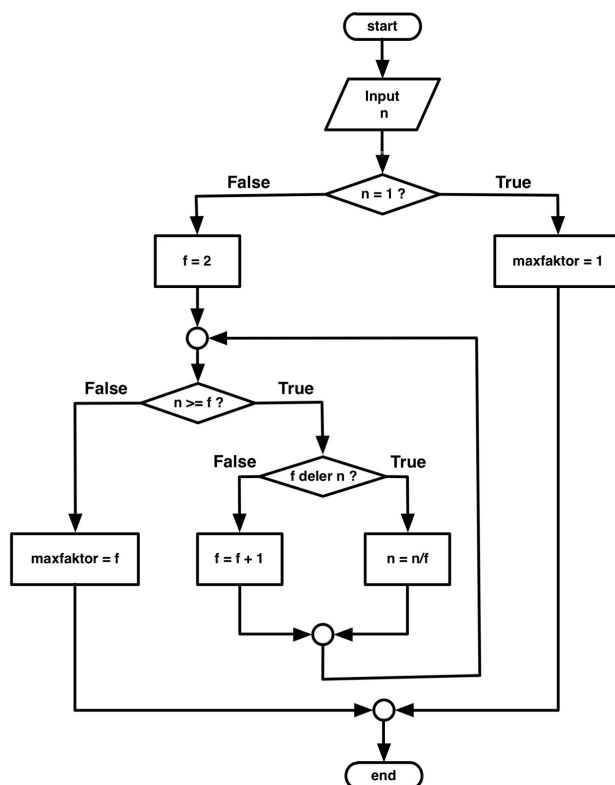 start
Input
n
False
n = 1 ?
True
f = 2
maxfaktor = 1
False
n >= f ?
True
False
f deler n ?
True
maxfaktor = f
f = f + 1
n = n/f
end